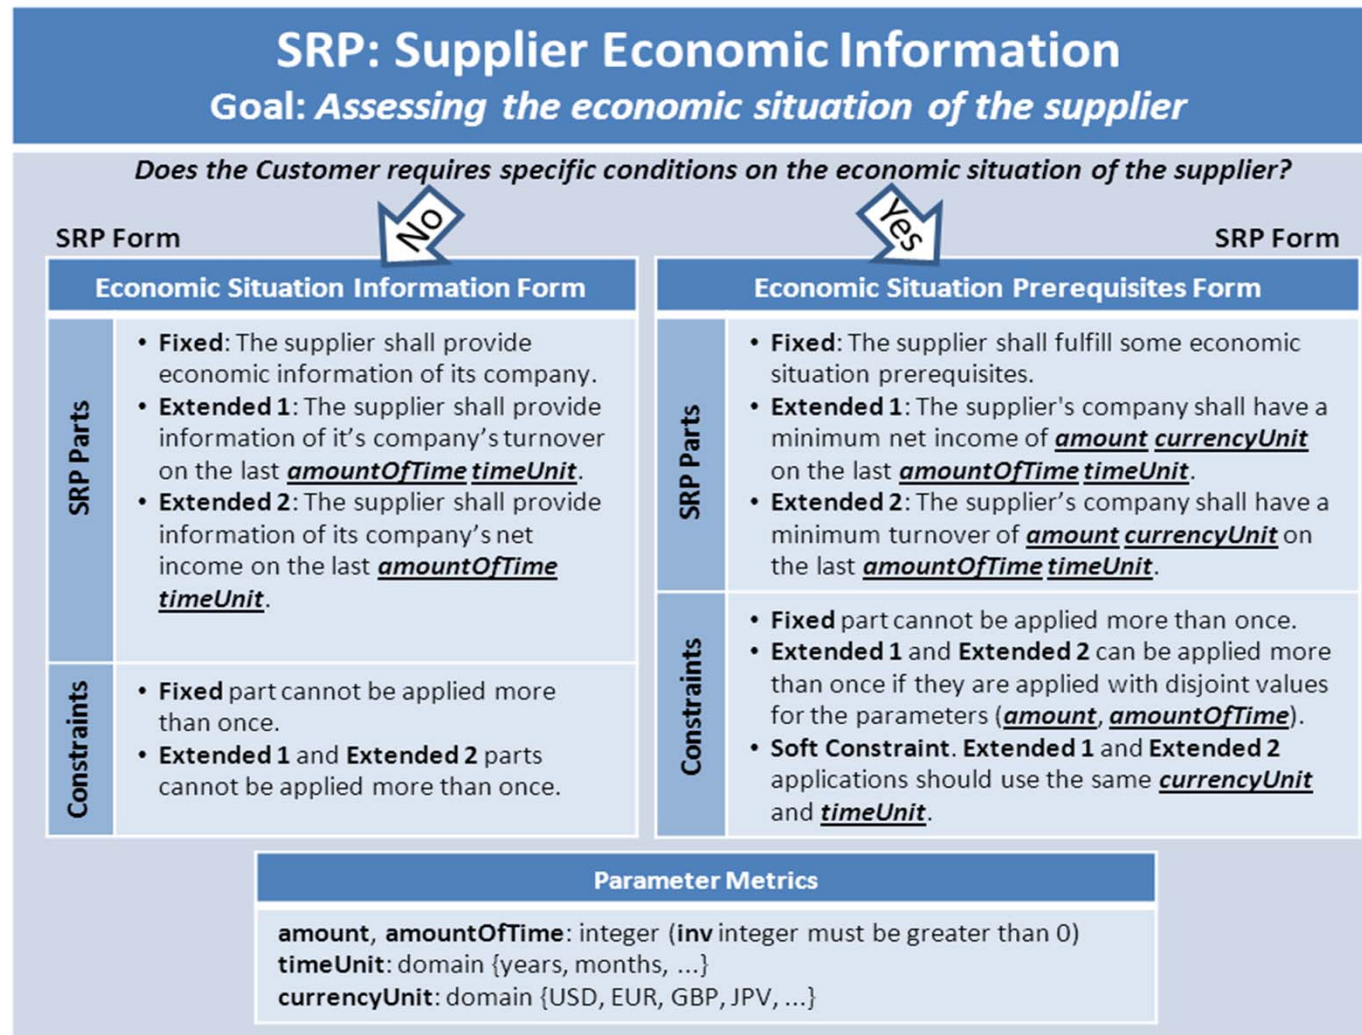 SRP: Supplier Economic Information
Goal: Assessing the economic situation of the supplier
Does the Customer requires specific conditions on the economic situation of the supplier?
No
Yes
SRP Form
SRP Form
Economic Situation Information Form
SRP Parts
• Fixed: The supplier shall provide
economic information of its company.
• Extended 1: The supplier shall provide
information of it’s company’s turnover
on the last amountOfTime timeUnit.
• Extended 2: The supplier shall provide
information of its company’s net
income on the last amountOfTime
timeUnit.
Constraints
• Fixed part cannot be applied more
than once.
• Extended 1 and Extended 2 parts
cannot be applied more than once.
Economic Situation Prerequisites Form
SRP Parts
• Fixed: The supplier shall fulfill some economic
situation prerequisites.
• Extended 1: The supplier's company shall have a
minimum net income of amount currencyUnit
on the last amountOfTime timeUnit.
• Extended 2: The supplier’s company shall have a
minimum turnover of amount currencyUnit on
the last amountOfTime timeUnit.
Constraints
• Fixed part cannot be applied more than once.
• Extended 1 and Extended 2 can be applied more
than once if they are applied with disjoint values
for the parameters (amount, amountOfTime).
• Soft Constraint. Extended 1 and Extended 2
applications should use the same currencyUnit
and timeUnit.
Parameter Metrics
amount, amountOfTime: integer (inv integer must be greater than 0)
timeUnit: domain {years, months, ...}
currencyUnit: domain {USD, EUR, GBP, JPV, ...}